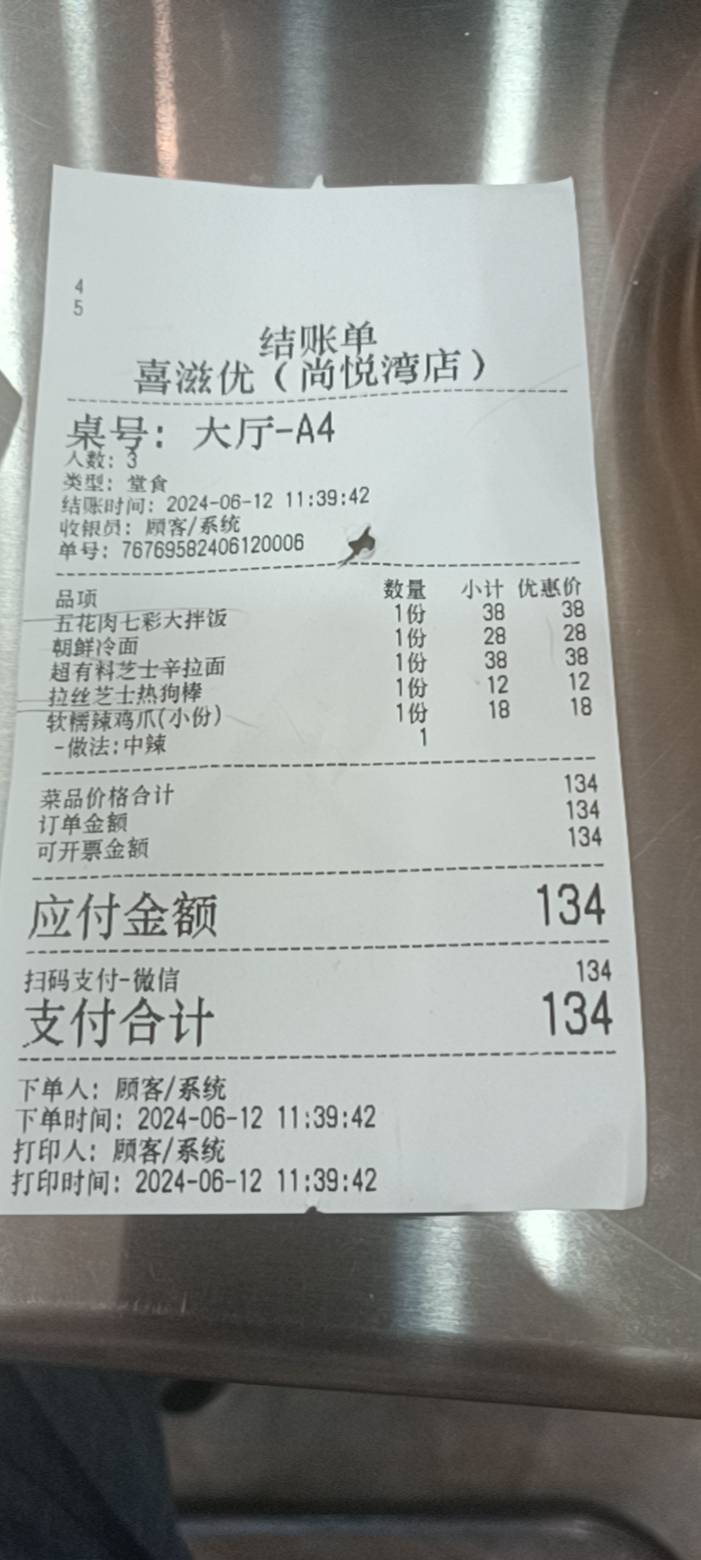 4
5
结账单
喜滋优（尚悦湾店）
桌号: 大厅-A4
人数: 3
类型: 堂食
结账时间: 2024-06-12 11:39:42
收银员: 顾客/系统
单号: 76769582406120006
品项 数量 小计 优惠价
五花肉七彩大拌饭 1份 38 38
朝鲜冷面 1份 28 28
超有料芝士辛拉面 1份 38 38
拉丝芝士热狗棒 1份 12 12
软糯辣鸡爪(小份) 1份 18 18
-做法:中辣 1
菜品价格合计 134
订单金额 134
可开票金额 134
应付金额 134
扫码支付-微信 134
支付合计 134
下单人: 顾客/系统
下单时间: 2024-06-12 11:39:42
打印人: 顾客/系统
打印时间: 2024-06-12 11:39:42